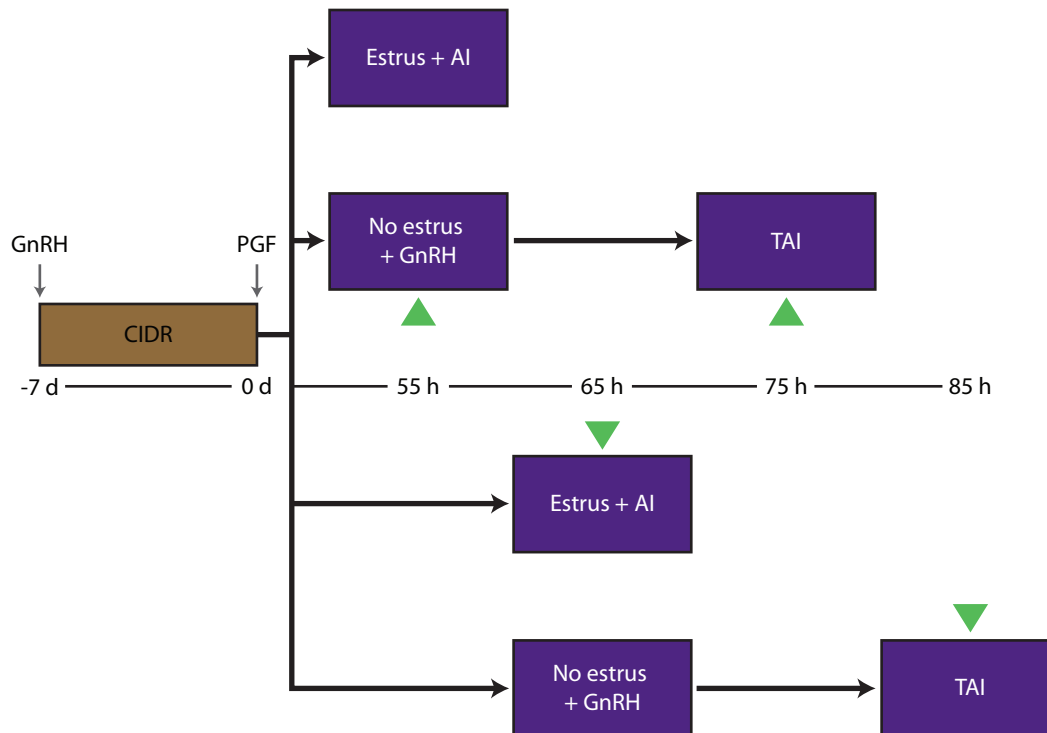 Estrus + AI
No estrus
+ GnRH
TAI
GnRH
PGF
CIDR
-7 d
0 d
55 h
65 h
75 h
85 h
Estrus + AI
No estrus
+ GnRH
TAI